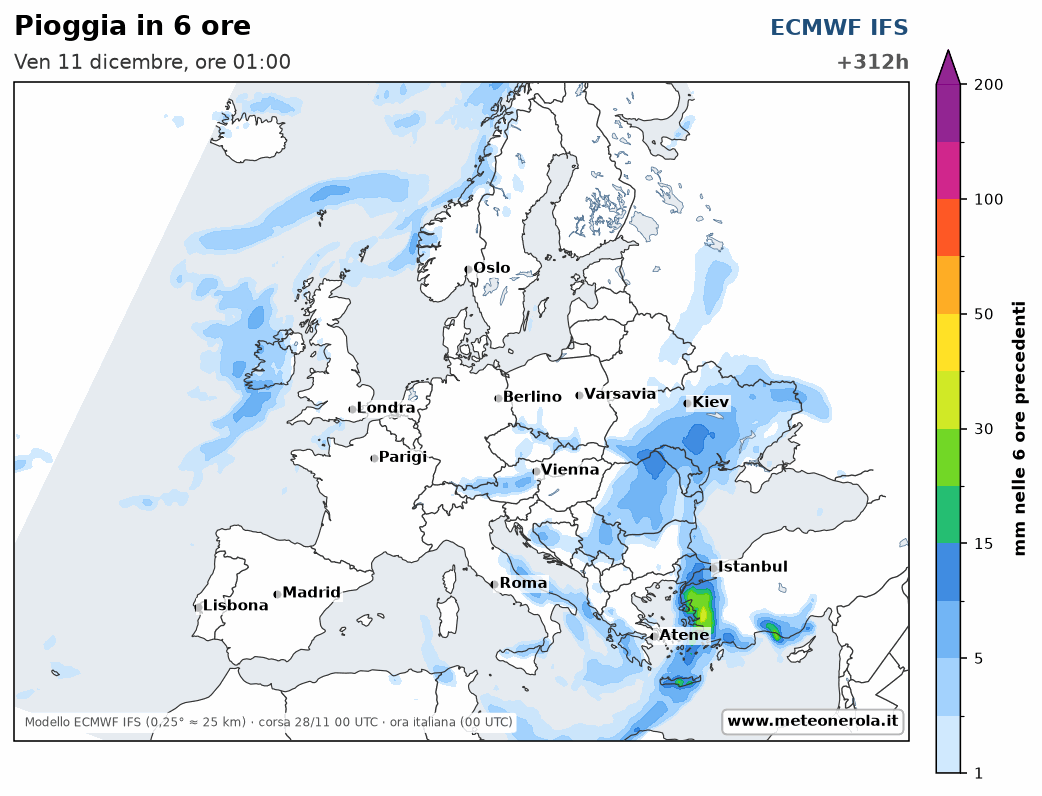 Pioggia in 6 ore
ECMWF IFS
Ven 11 dicembre, ore 01:00
+312h
200
100
50
30
15
5
1
mm nelle 6 ore precedenti
Oslo
Berlino
Varsavia
Kiev
Londra
Parigi
Vienna
Istanbul
Roma
Madrid
Lisbona
Atene
Modello ECMWF IFS (0,25° ≈ 25 km) · corsa 28/11 00 UTC · ora italiana (00 UTC)
www.meteonerola.it